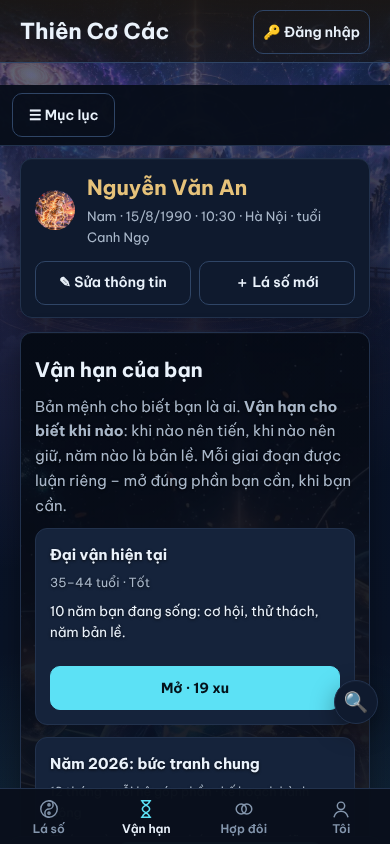 Thiên Cơ Các
🔑 Đăng nhập
☰ Mục lục
Nguyễn Văn An
Nam · 15/8/1990 · 10:30 · Hà Nội · tuổi
Canh Ngọ
✎ Sửa thông tin
+ Lá số mới
Vận hạn của bạn
Bản mệnh cho biết bạn là ai. Vận hạn cho
biết khi nào: khi nào nên tiến, khi nào nên
giữ, năm nào là bản lề. Mỗi giai đoạn được
luận riêng – mở đúng phần bạn cần, khi bạn
cần.
Đại vận hiện tại
35–44 tuổi · Tốt
10 năm bạn đang sống: cơ hội, thử thách,
năm bản lề.
Mở · 19 xu
Năm 2026: bức tranh chung
Lá số
Vận hạn
Hợp đôi
Tôi